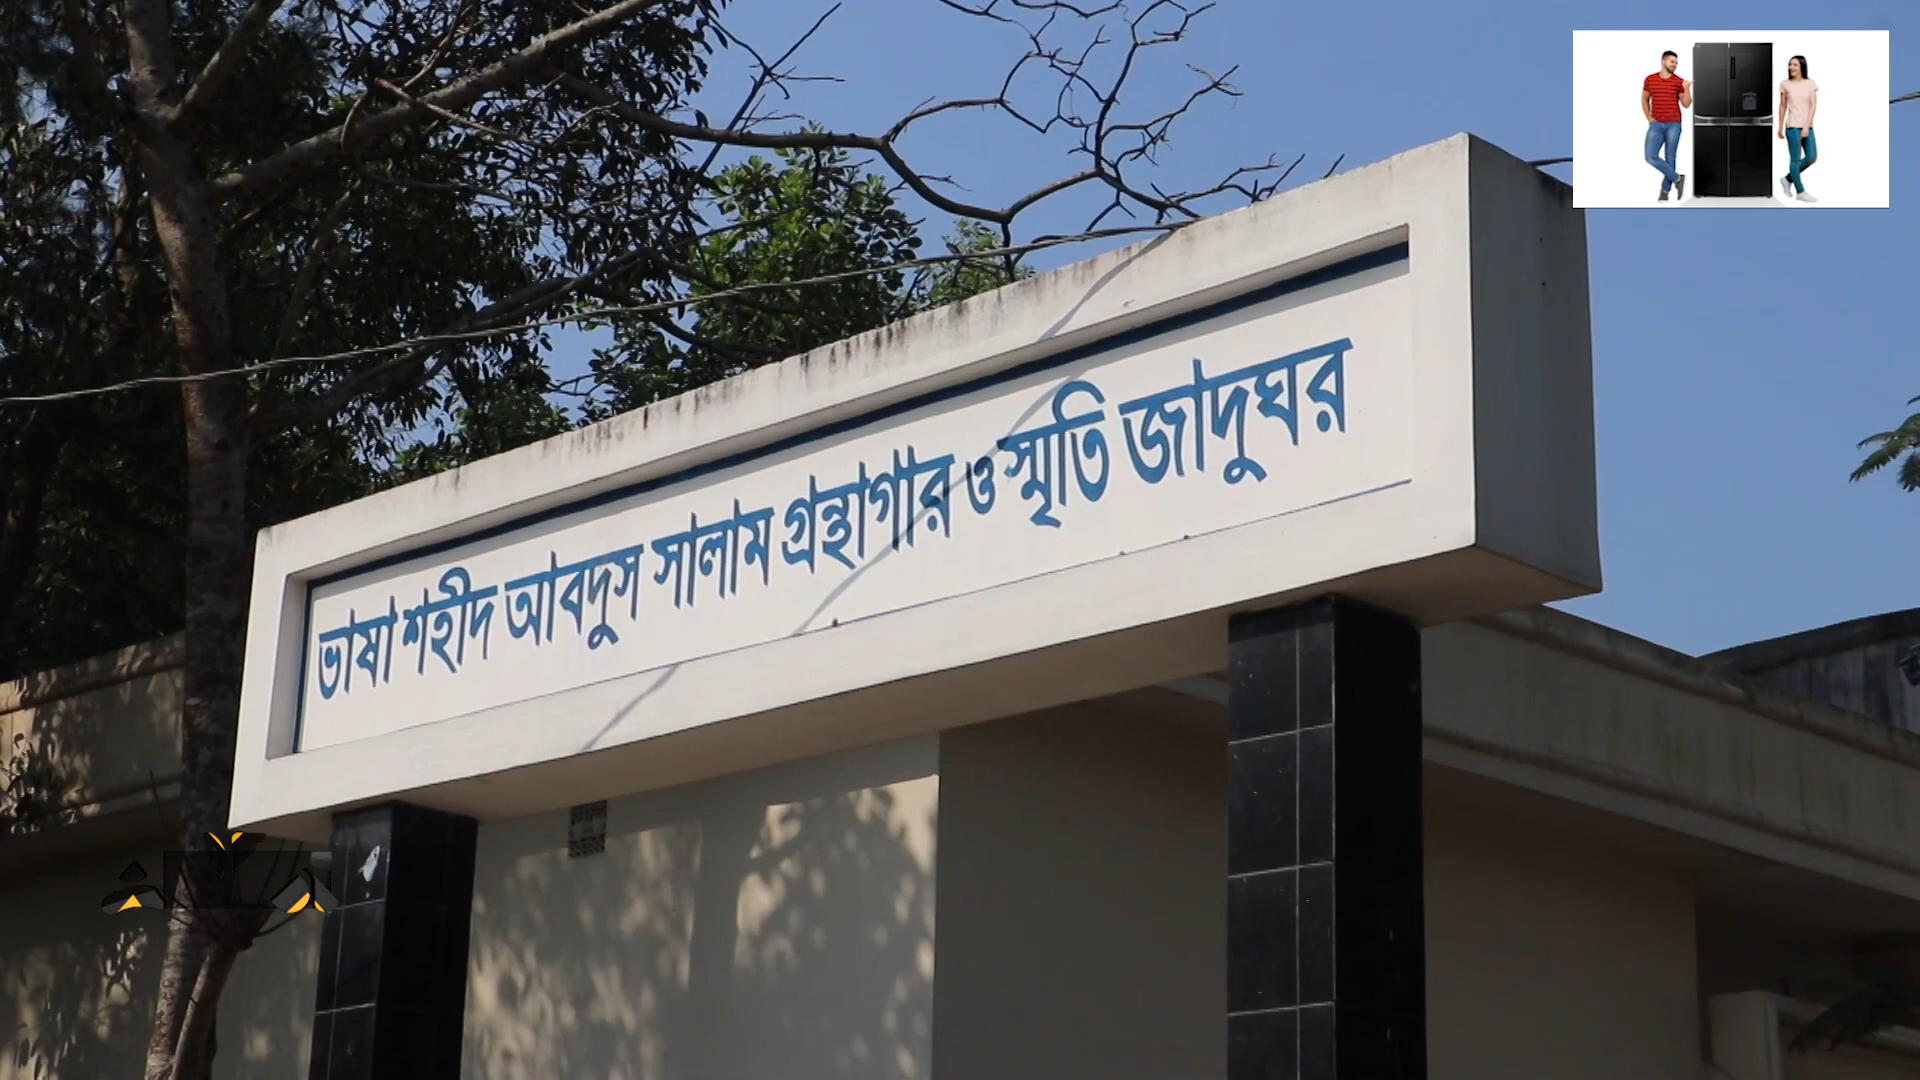 ভাষা শহীদ আবদুস সালাম গ্রন্থাগার ও স্মৃতি জাদুঘর